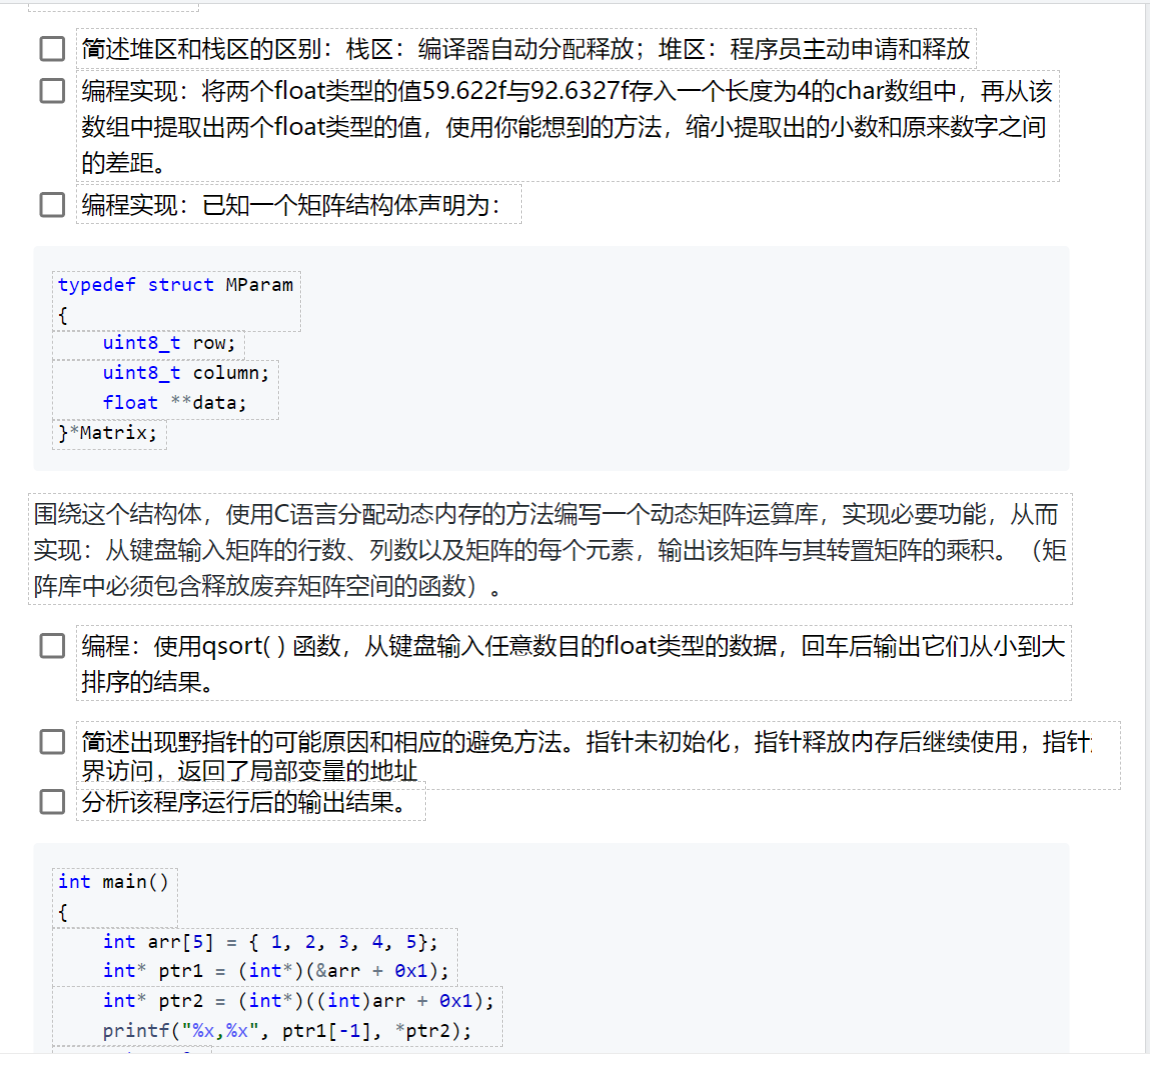 简述堆区和栈区的区别：栈区：编译器自动分配释放；堆区：程序员主动申请和释放
编程实现：将两个float类型的值59.622f与92.6327f存入一个长度为4的char数组中，再从该
数组中提取出两个float类型的值，使用你能想到的方法，缩小提取出的小数和原来数字之间
的差距。
编程实现：已知一个矩阵结构体声明为：
typedef struct MParam
{
    uint8_t row;
    uint8_t column;
    float **data;
}*Matrix;
围绕这个结构体，使用C语言分配动态内存的方法编写一个动态矩阵运算库，实现必要功能，从而
实现：从键盘输入矩阵的行数、列数以及矩阵的每个元素，输出该矩阵与其转置矩阵的乘积。（矩
阵库中必须包含释放废弃矩阵空间的函数）。
编程：使用qsort( ) 函数，从键盘输入任意数目的float类型的数据，回车后输出它们从小到大
排序的结果。
简述出现野指针的可能原因和相应的避免方法。指针未初始化，指针释放内存后继续使用，指针
界访问，返回了局部变量的地址
分析该程序运行后的输出结果。
int main()
{
    int arr[5] = { 1, 2, 3, 4, 5};
    int* ptr1 = (int*)(&arr + 0x1);
    int* ptr2 = (int*)((int)arr + 0x1);
    printf("%x,%x", ptr1[-1], *ptr2);